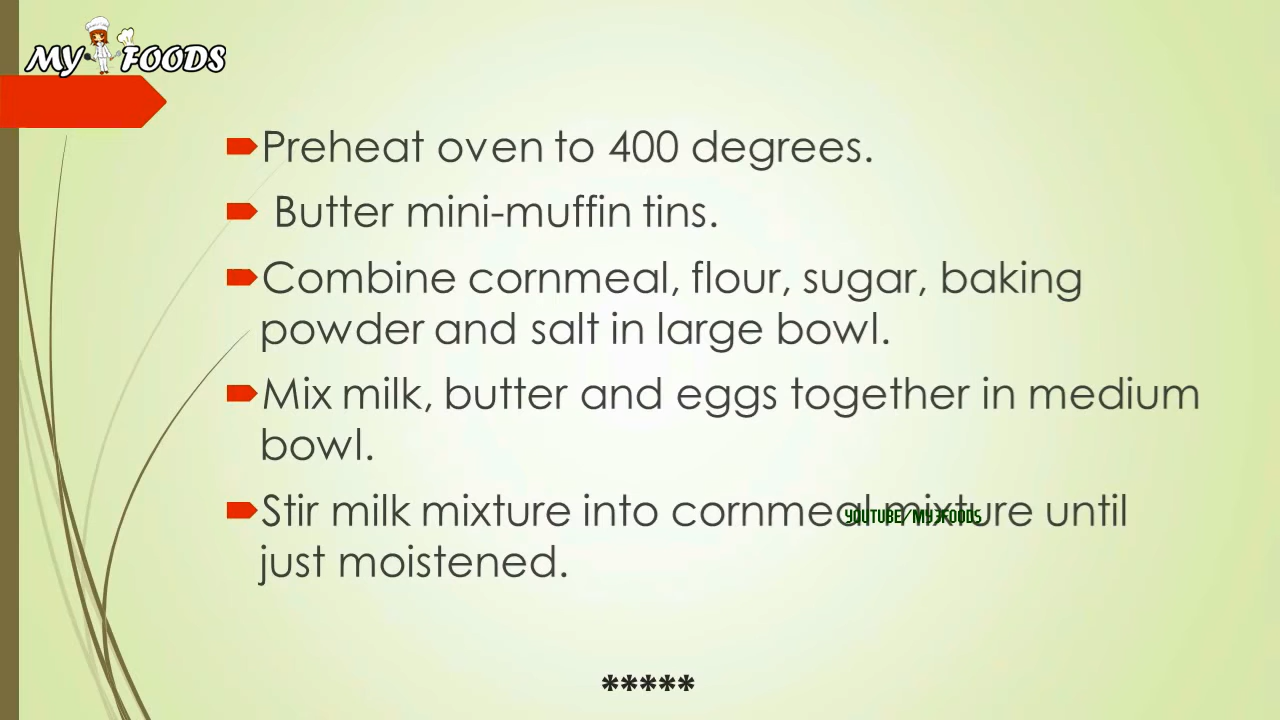 MY FOODS
Preheat oven to 400 degrees.
Butter mini-muffin tins.
Combine cornmeal, flour, sugar, baking
powder and salt in large bowl.
Mix milk, butter and eggs together in medium
bowl.
Stir milk mixture into cornmeal mixture until
YOUTUBE/MY3FOODS
just moistened.
*****